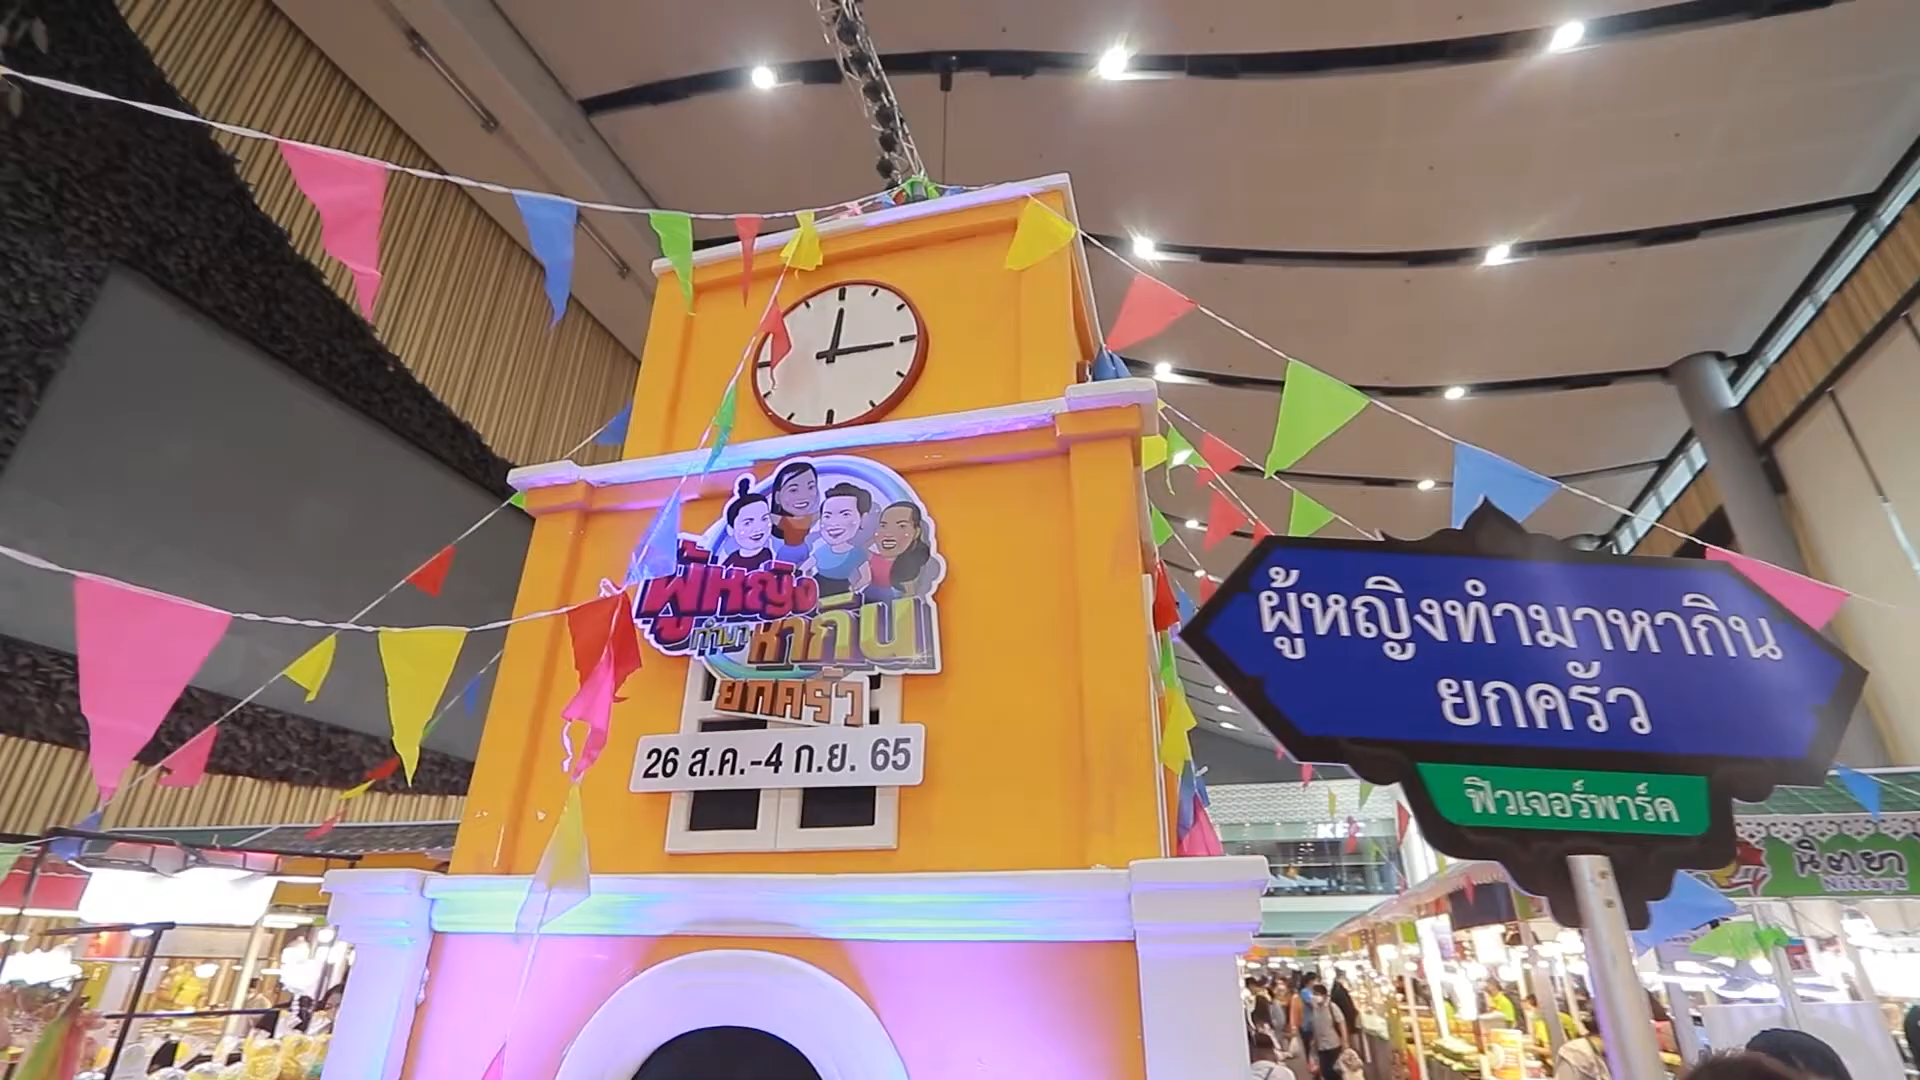 ผู้หญิง
ทำมา
หากิน
ยกครัว
26 ส.ค.-4 ก.ย. 65
ผู้หญิงทำมาหากิน
ยกครัว
ฟิวเจอร์พาร์ค
นิตยา
Nittaya